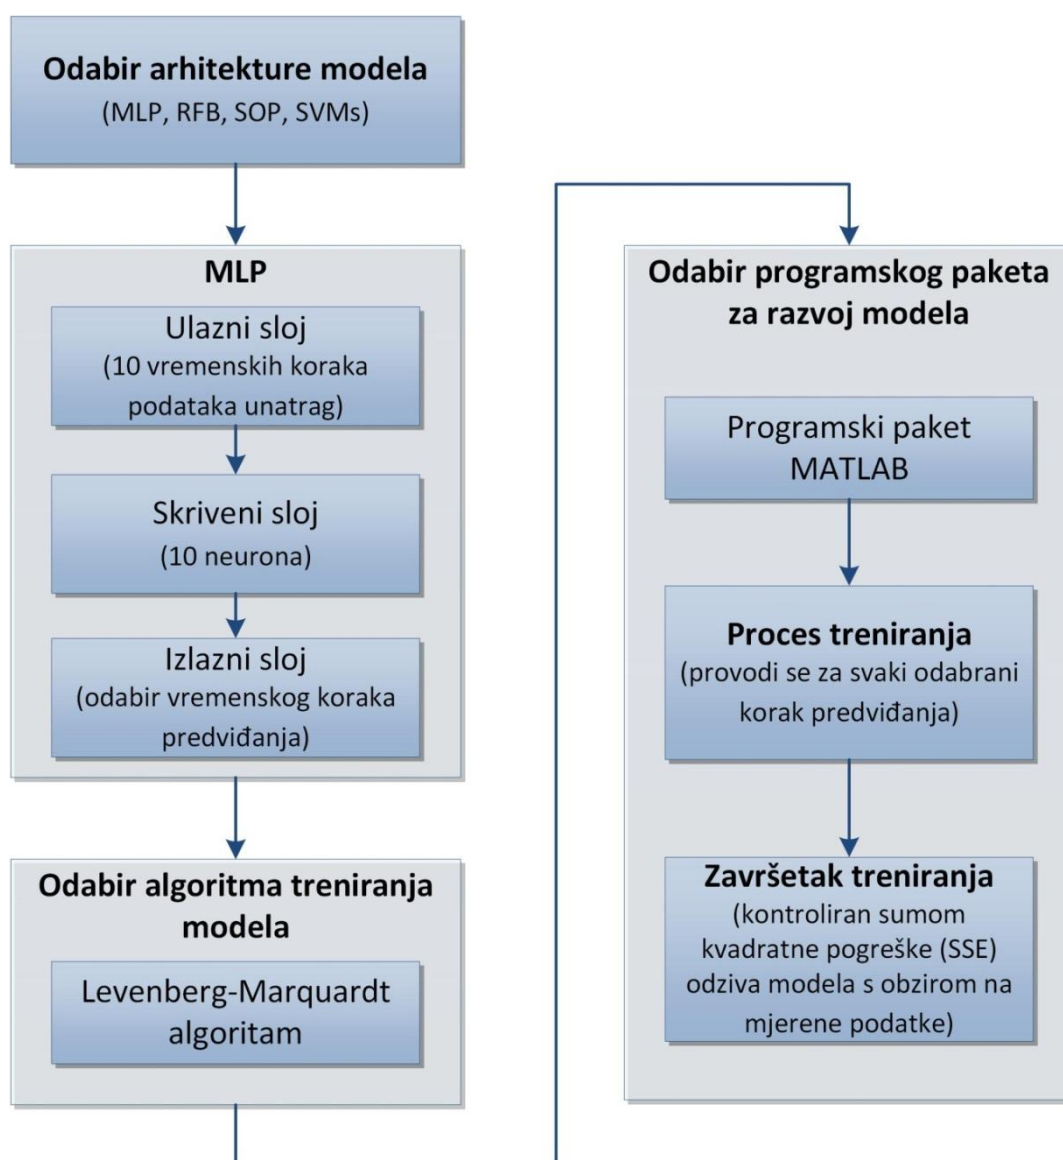 Odabir arhitekture modela
(MLP, RFB, SOP, SVMs)
MLP
Ulazni sloj
(10 vremenskih koraka
podataka unatrag)
Skriveni sloj
(10 neurona)
Izlazni sloj
(odabir vremenskog koraka
predviđanja)
Odabir algoritma treniranja
modela
Levenberg-Marquardt
algoritam
Odabir programskog paketa
za razvoj modela
Programski paket
MATLAB
Proces treniranja
(provodi se za svaki odabrani
korak predviđanja)
Završetak treniranja
(kontroliran sumom
kvadratne pogreške (SSE)
odziva modela s obzirom na
mjerene podatke)